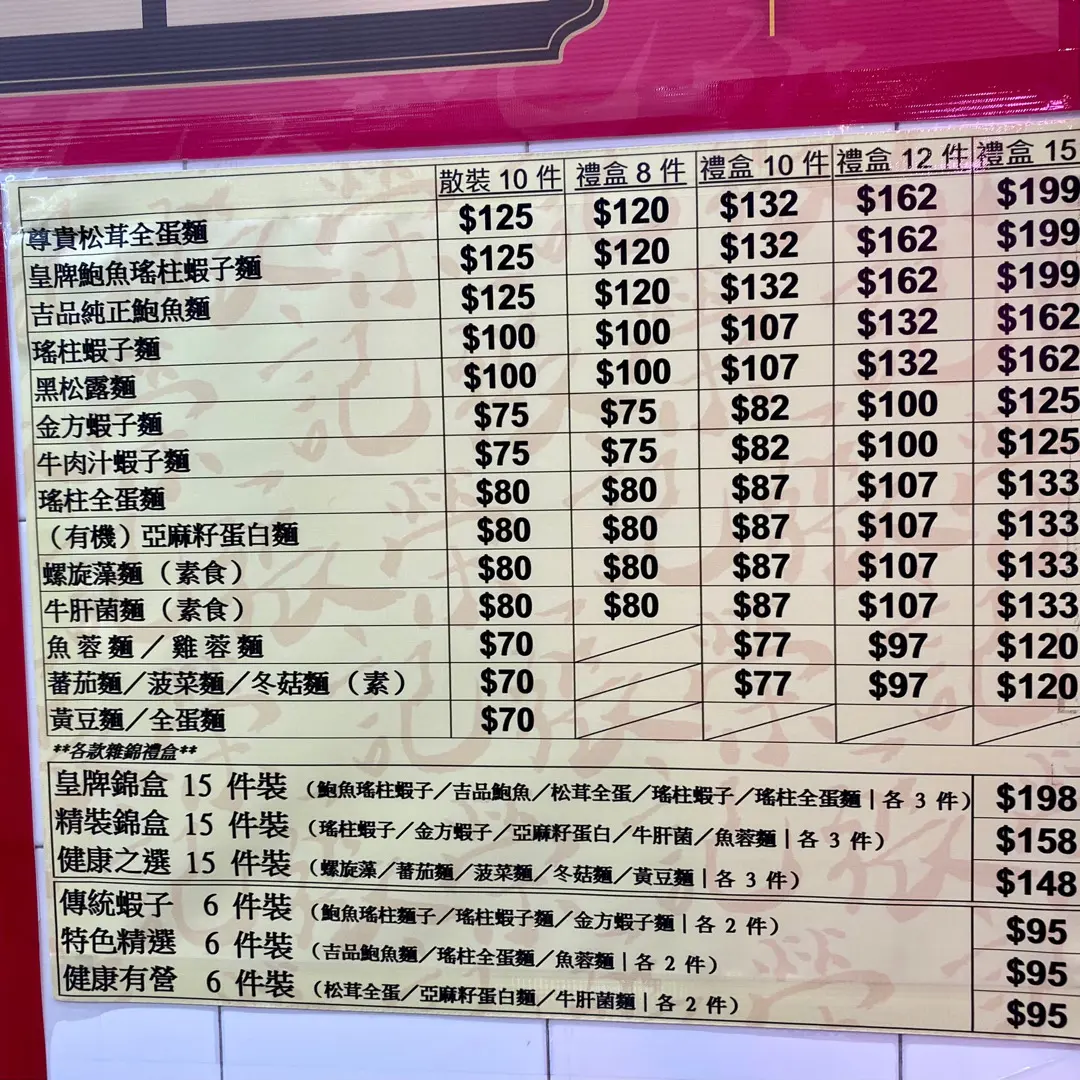 散裝 10 件 禮盒 8 件 禮盒 10 件 禮盒 12 件 禮盒 15
尊貴松茸全蛋麵 $125 $120 $132 $162 $199
皇牌鮑魚瑤柱蝦子麵 $125 $120 $132 $162 $199
吉品純正鮑魚麵 $125 $120 $132 $162 $199
瑤柱蝦子麵 $100 $100 $107 $132 $162
黑松露麵 $100 $100 $107 $132 $162
金方蝦子麵 $75 $75 $82 $100 $125
牛肉汁蝦子麵 $75 $75 $82 $100 $125
瑤柱全蛋麵 $80 $80 $87 $107 $133
（有機）亞麻籽蛋白麵 $80 $80 $87 $107 $133
螺旋藻麵（素食） $80 $80 $87 $107 $133
牛肝菌麵（素食） $80 $80 $87 $107 $133
魚蓉麵／雞蓉麵 $70 $77 $97 $120
蕃茄麵／菠菜麵／冬菇麵（素） $70 $77 $97 $120
黃豆麵／全蛋麵 $70
**各款雜錦禮盒**
皇牌錦盒 15 件裝（鮑魚瑤柱蝦子／吉品鮑魚／松茸全蛋／瑤柱蝦子／瑤柱全蛋麵 | 各 3 件） $198
精裝錦盒 15 件裝（瑤柱蝦子／金方蝦子／亞麻籽蛋白／牛肝菌／魚蓉麵 | 各 3 件） $158
健康之選 15 件裝（螺旋藻／蕃茄麵／菠菜麵／冬菇麵／黃豆麵 | 各 3 件） $148
傳統蝦子 6 件裝（鮑魚瑤柱麵子／瑤柱蝦子麵／金方蝦子麵 | 各 2 件） $95
特色精選 6 件裝（吉品鮑魚麵／瑤柱全蛋麵／魚蓉麵 | 各 2 件） $95
健康有營 6 件裝（松茸全蛋／亞麻籽蛋白麵／牛肝菌麵 | 各 2 件） $95